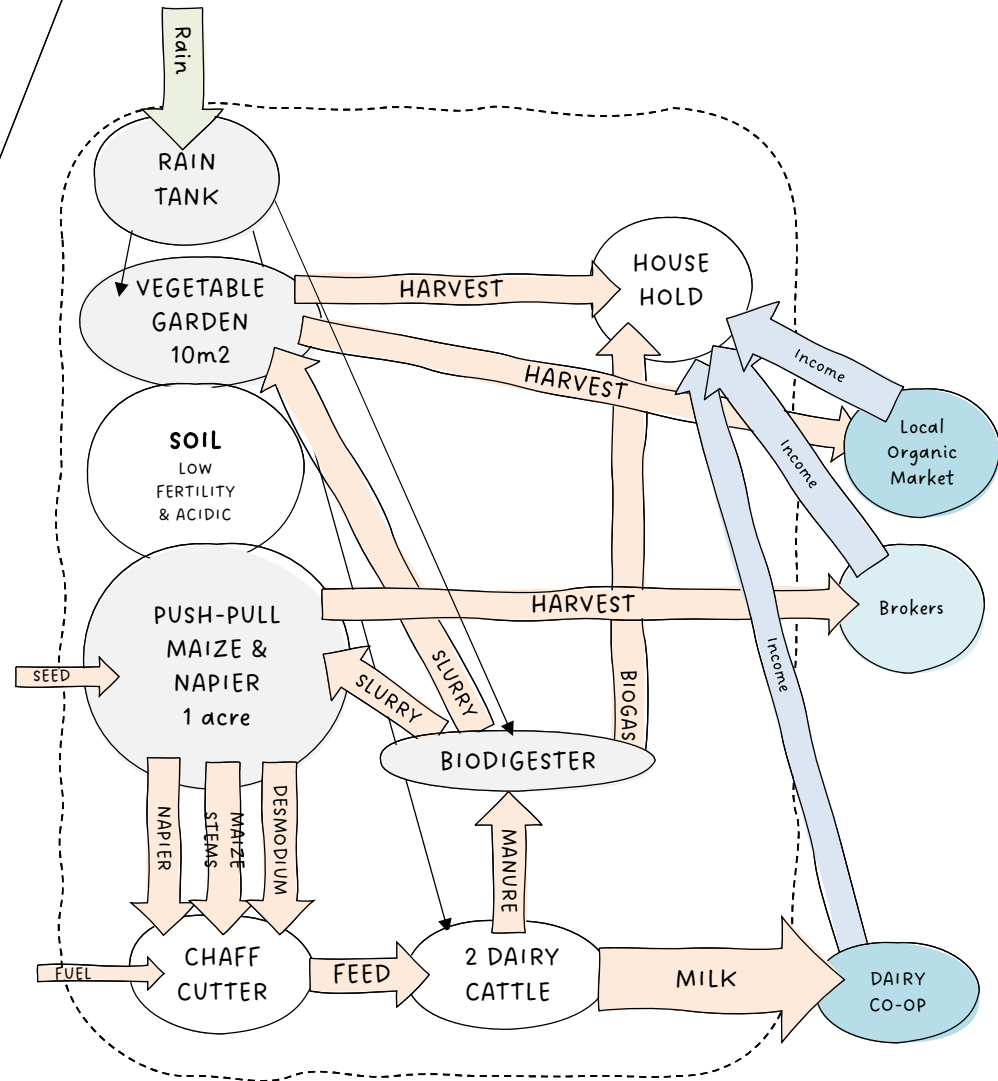 Rain
RAIN
TANK
VEGETABLE
GARDEN
10m2
HARVEST
HOUSE
HOLD
HARVEST
Income
Local
Organic
Market
SOIL
LOW
FERTILITY
& ACIDIC
Income
PUSH-PULL
MAIZE &
NAPIER
1 acre
HARVEST
Brokers
SEED
SLURRY
SLURRY
BIOGAS
Income
BIODIGESTER
NAPIER
MAIZE
STEMS
DESMODIUM
MANURE
FUEL
CHAFF
CUTTER
FEED
2 DAIRY
CATTLE
MILK
DAIRY
CO-OP